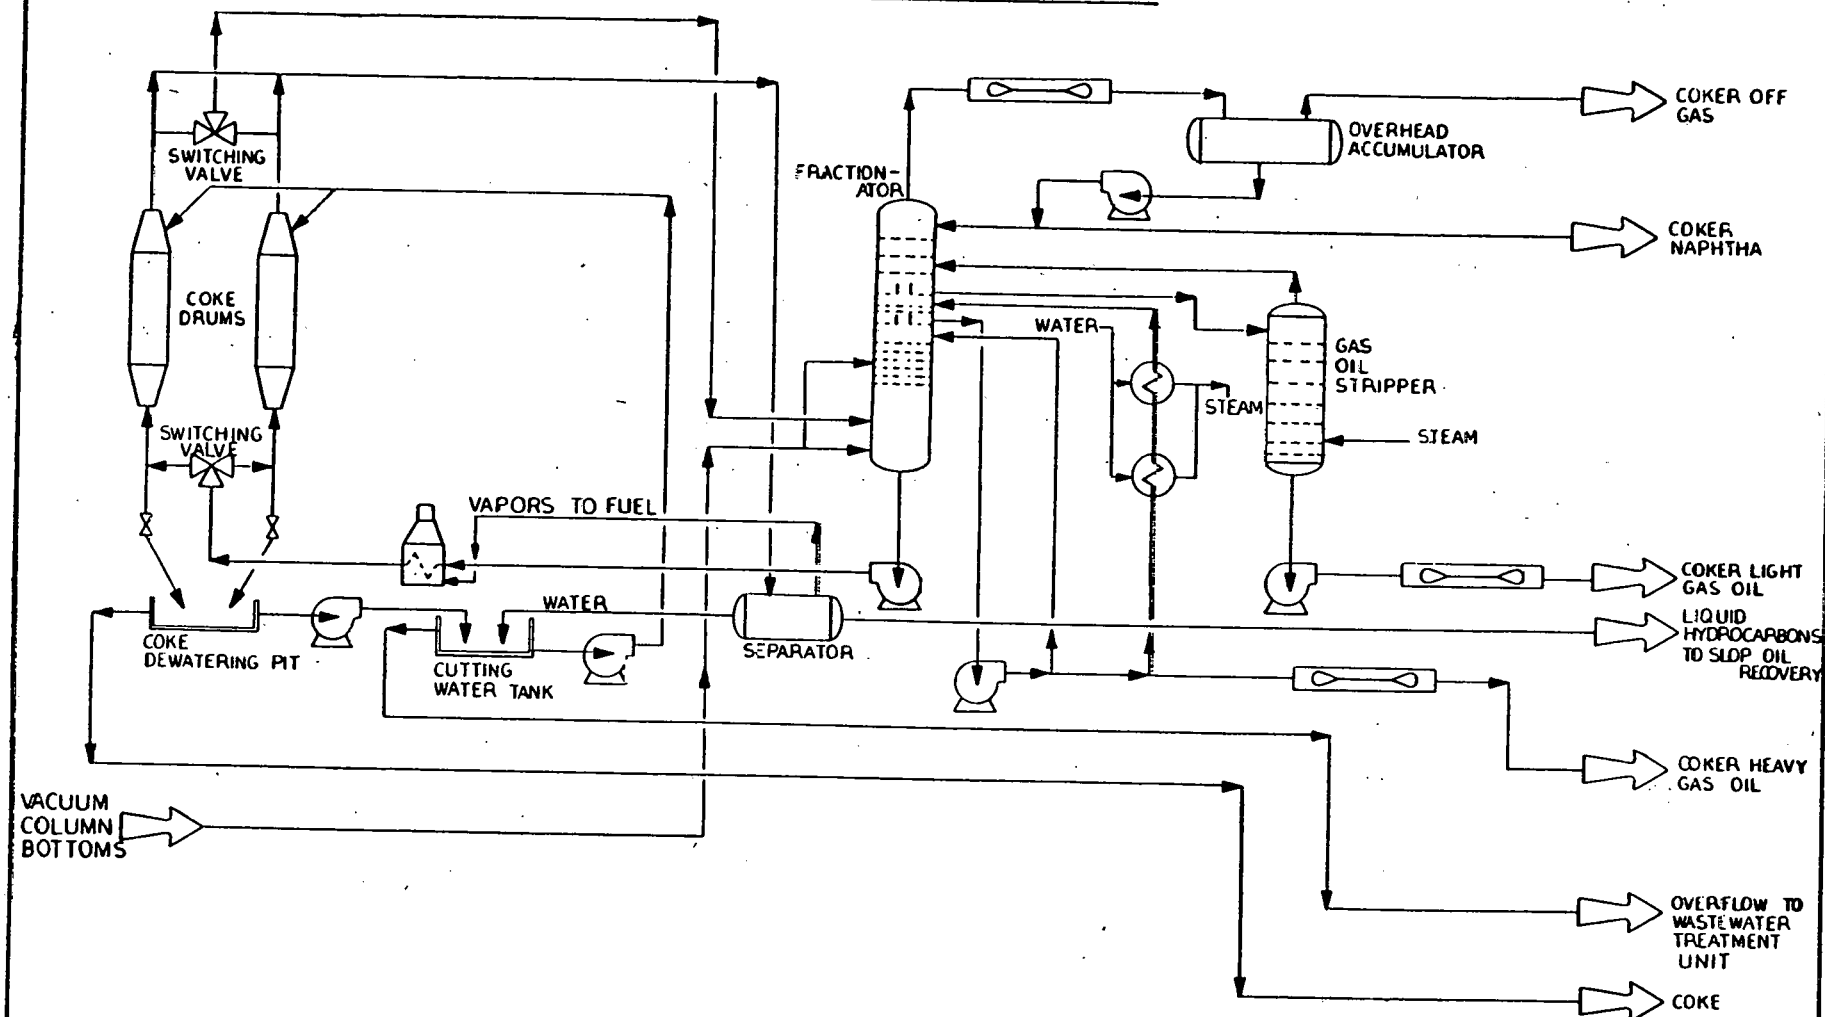 COKER OFF
GAS
OVERHEAD
ACCUMULATOR
SWITCHING
VALVE
FRACTION-
ATOR
COKER
NAPHTHA
COKE
DRUMS
WATER
GAS
OIL
STRIPPER
STEAM
STEAM
SWITCHING
VALVE
VAPORS TO FUEL
COKER LIGHT
GAS OIL
WATER
LIQUID
HYDROCARBONS
TO SLOP OIL
RECOVERY
COKE
DEWATERING PIT
SEPARATOR
CUTTING
WATER TANK
COKER HEAVY
GAS OIL
VACUUM
COLUMN
BOTTOMS
OVERFLOW TO
WASTEWATER
TREATMENT
UNIT
COKE